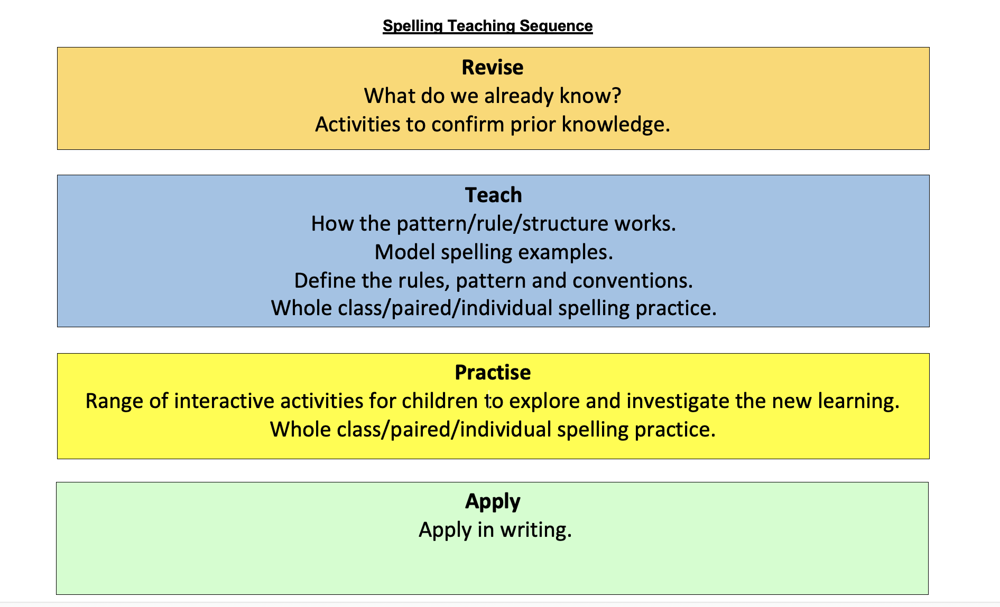 Spelling Teaching Sequence
Revise
What do we already know?
Activities to confirm prior knowledge.
Teach
How the pattern/rule/structure works.
Model spelling examples.
Define the rules, pattern and conventions.
Whole class/paired/individual spelling practice.
Practise
Range of interactive activities for children to explore and investigate the new learning.
Whole class/paired/individual spelling practice.
Apply
Apply in writing.